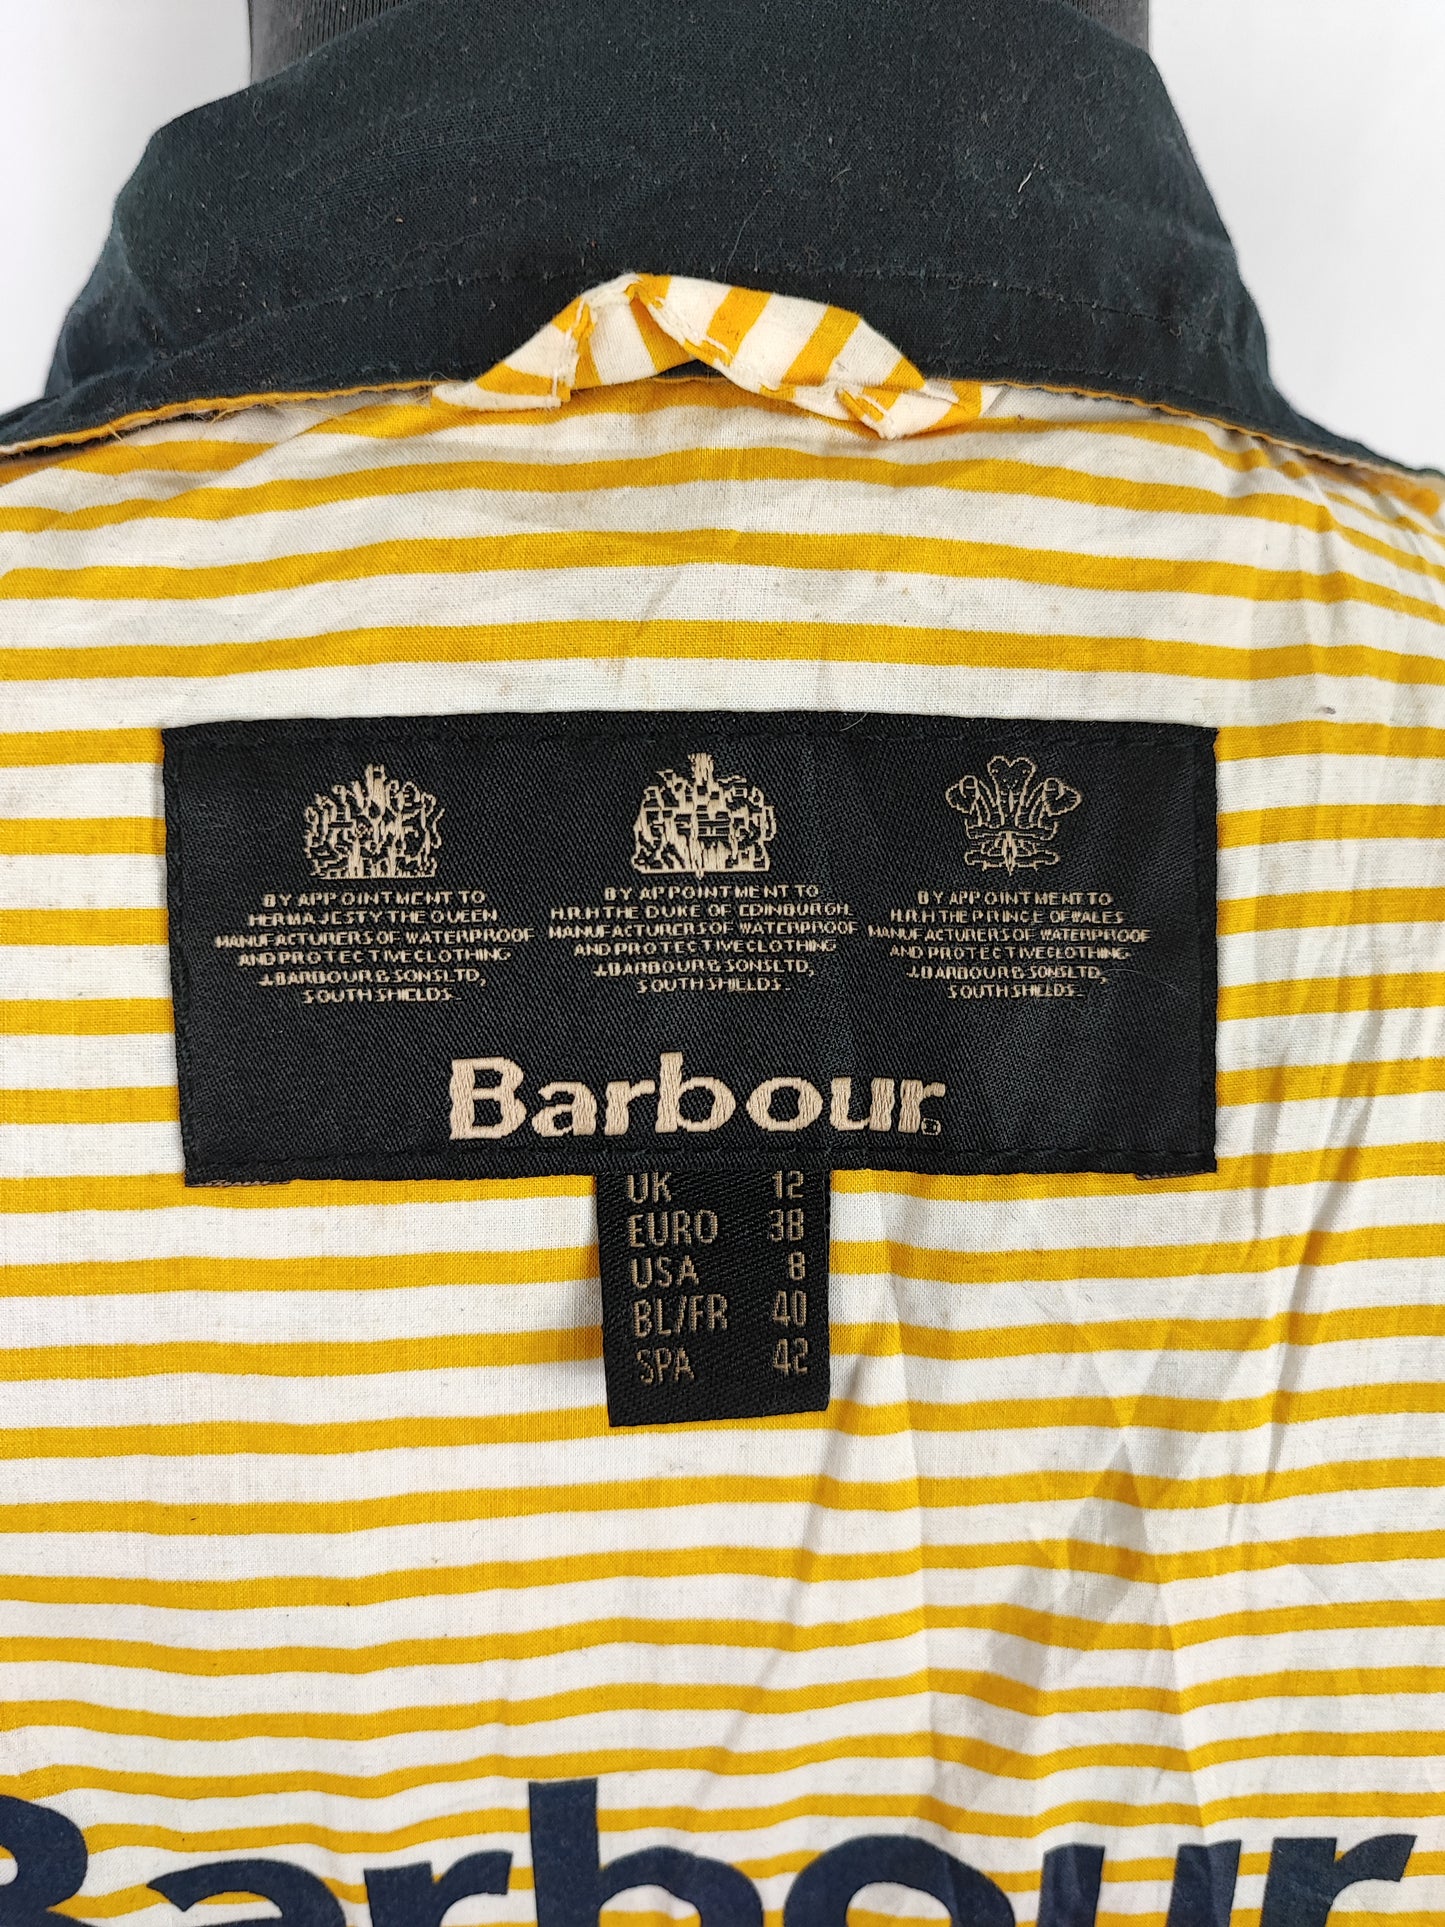 BY APPOINTMENT TO
HER MAJESTY THE QUEEN
MANUFACTURERS OF WATERPROOF
AND PROTECTIVE CLOTHING
J.BARBOUR & SONS LTD,
SOUTH SHIELDS.
BY APPOINTMENT TO
H.R.H THE DUKE OF EDINBURGH
MANUFACTURERS OF WATERPROOF
AND PROTECTIVE CLOTHING
J.BARBOUR & SONS LTD,
SOUTH SHIELDS.
BY APPOINTMENT TO
H.R.H THE PRINCE OF WALES
MANUFACTURERS OF WATERPROOF
AND PROTECTIVE CLOTHING
J.BARBOUR & SONS LTD,
SOUTH SHIELDS.
Barbour®
UK 12
EURO 38
USA 8
BL/FR 40
SPA 42
Barbour